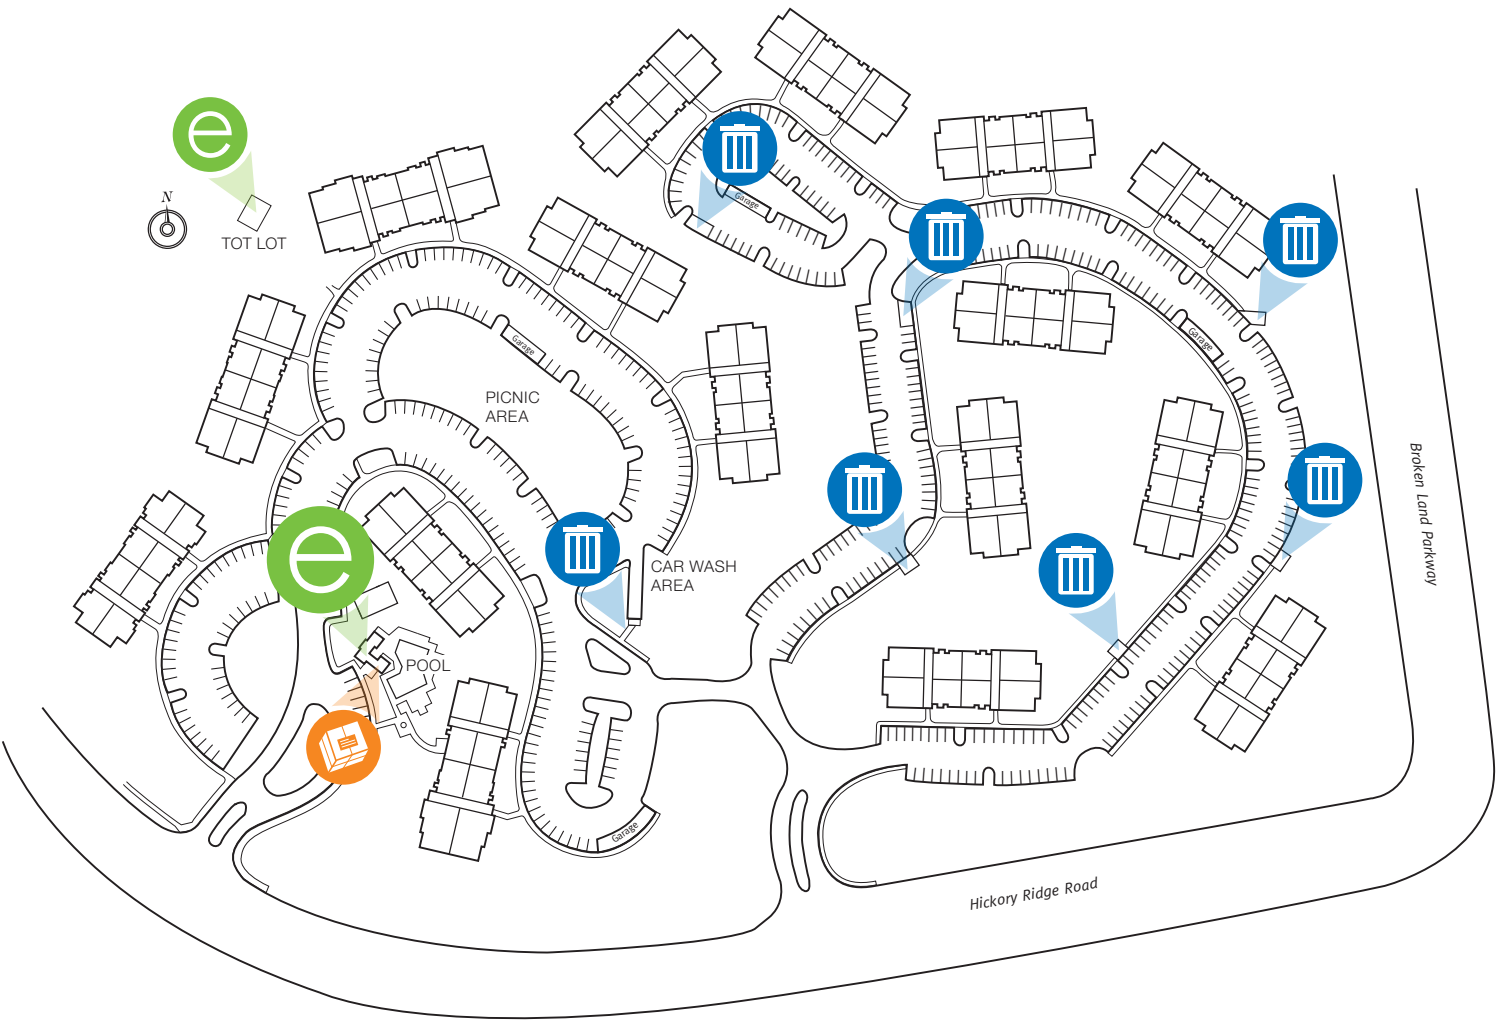 Garage
e
N
TOT LOT
Garage
Garage
PICNIC
AREA
Broken Land Parkway
e
CAR WASH
AREA
POOL
Garage
Hickory Ridge Road